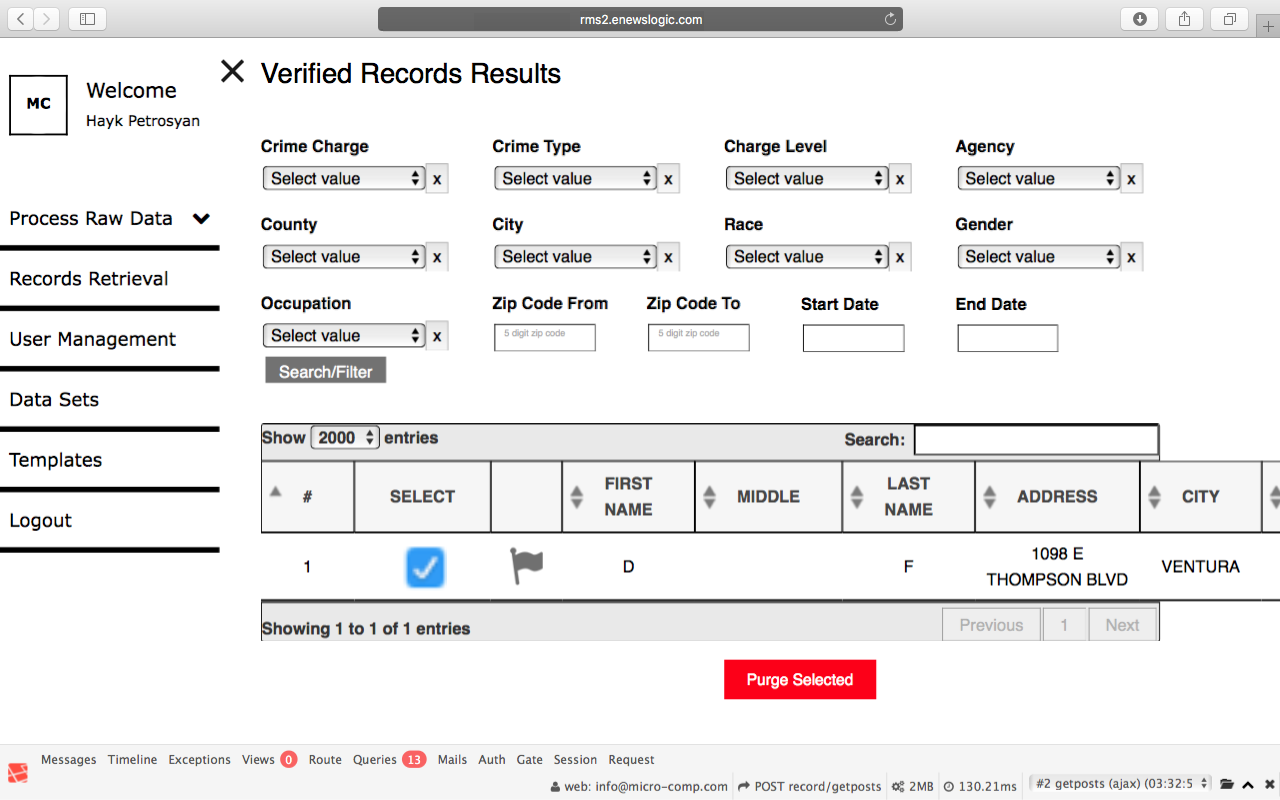 rms2.enewslogic.com
MC
Welcome
Hayk Petrosyan
Process Raw Data
Records Retrieval
User Management
Data Sets
Templates
Logout
Verified Records Results
Crime Charge Crime Type Charge Level Agency
Select value x Select value x Select value x Select value x
County City Race Gender
Select value x Select value x Select value x Select value x
Occupation Zip Code From Zip Code To Start Date End Date
Select value x 5 digit zip code 5 digit zip code
Search/Filter
Show 2000 entries Search:
# SELECT FIRST NAME MIDDLE LAST NAME ADDRESS CITY
1 D F 1098 E THOMPSON BLVD VENTURA
Showing 1 to 1 of 1 entries Previous 1 Next
Purge Selected
Messages Timeline Exceptions Views 0 Route Queries 13 Mails Auth Gate Session Request
web: info@micro-comp.com POST record/getposts 2MB 130.21ms #2 getposts (ajax) (03:32:5